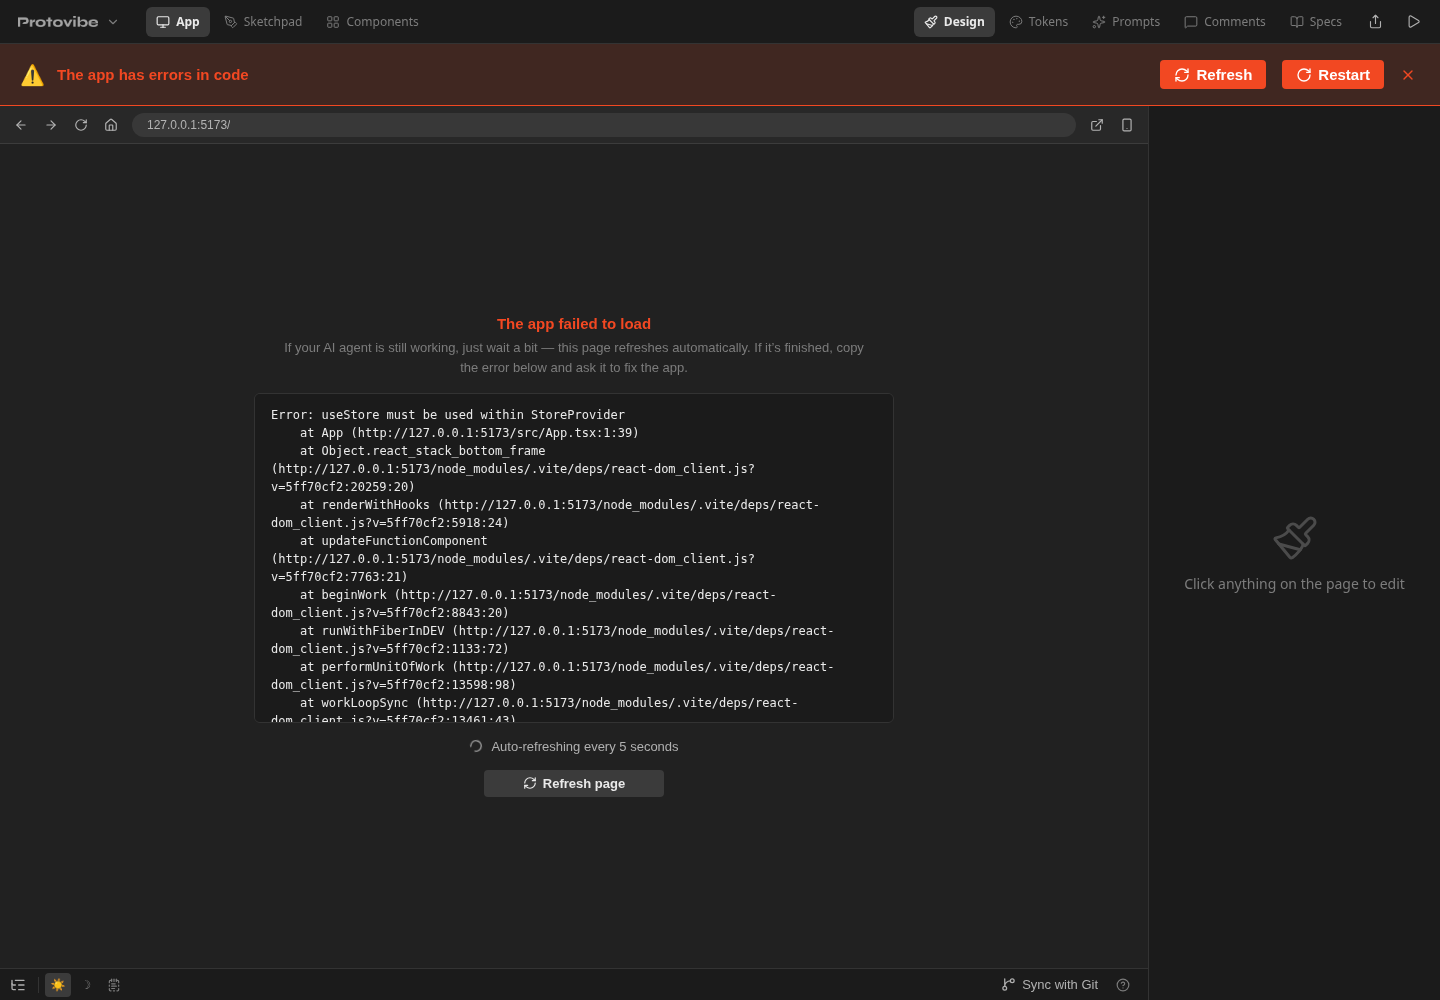 Protovibe
App
Sketchpad
Components
Design
Tokens
Prompts
Comments
Specs
The app has errors in code
Refresh
Restart
127.0.0.1:5173/
The app failed to load
If your AI agent is still working, just wait a bit — this page refreshes automatically. If it's finished, copy
the error below and ask it to fix the app.
Error: useStore must be used within StoreProvider
at App (http://127.0.0.1:5173/src/App.tsx:1:39)
at Object.react_stack_bottom_frame
(http://127.0.0.1:5173/node_modules/.vite/deps/react-dom_client.js?
v=5ff70cf2:20259:20)
at renderWithHooks (http://127.0.0.1:5173/node_modules/.vite/deps/react-
dom_client.js?v=5ff70cf2:5918:24)
at updateFunctionComponent
(http://127.0.0.1:5173/node_modules/.vite/deps/react-dom_client.js?
v=5ff70cf2:7763:21)
at beginWork (http://127.0.0.1:5173/node_modules/.vite/deps/react-
dom_client.js?v=5ff70cf2:8843:20)
at runWithFiberInDEV (http://127.0.0.1:5173/node_modules/.vite/deps/react-
dom_client.js?v=5ff70cf2:1133:72)
at performUnitOfWork (http://127.0.0.1:5173/node_modules/.vite/deps/react-
dom_client.js?v=5ff70cf2:13598:98)
at workLoopSync (http://127.0.0.1:5173/node_modules/.vite/deps/react-
dom_client.js?v=5ff70cf2:13461:43)
Auto-refreshing every 5 seconds
Refresh page
Click anything on the page to edit
Sync with Git